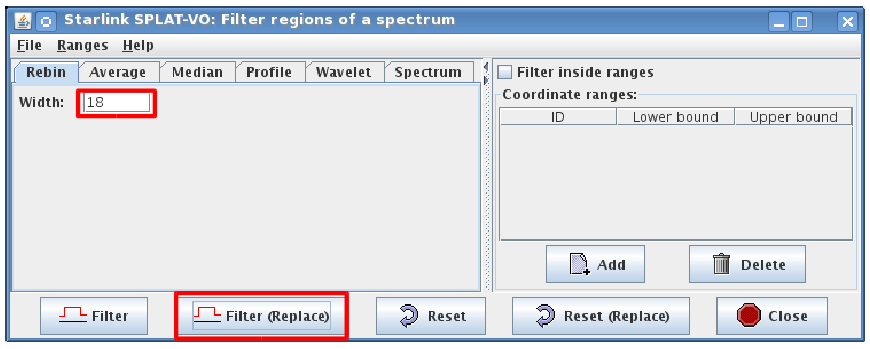 Starlink SPLAT-VO: Filter regions of a spectrum
File Ranges Help
Rebin Average Median Profile Wavelet Spectrum
Width: 18
Filter inside ranges
Coordinate ranges:
ID Lower bound Upper bound
Add Delete
Filter Filter (Replace) Reset Reset (Replace) Close